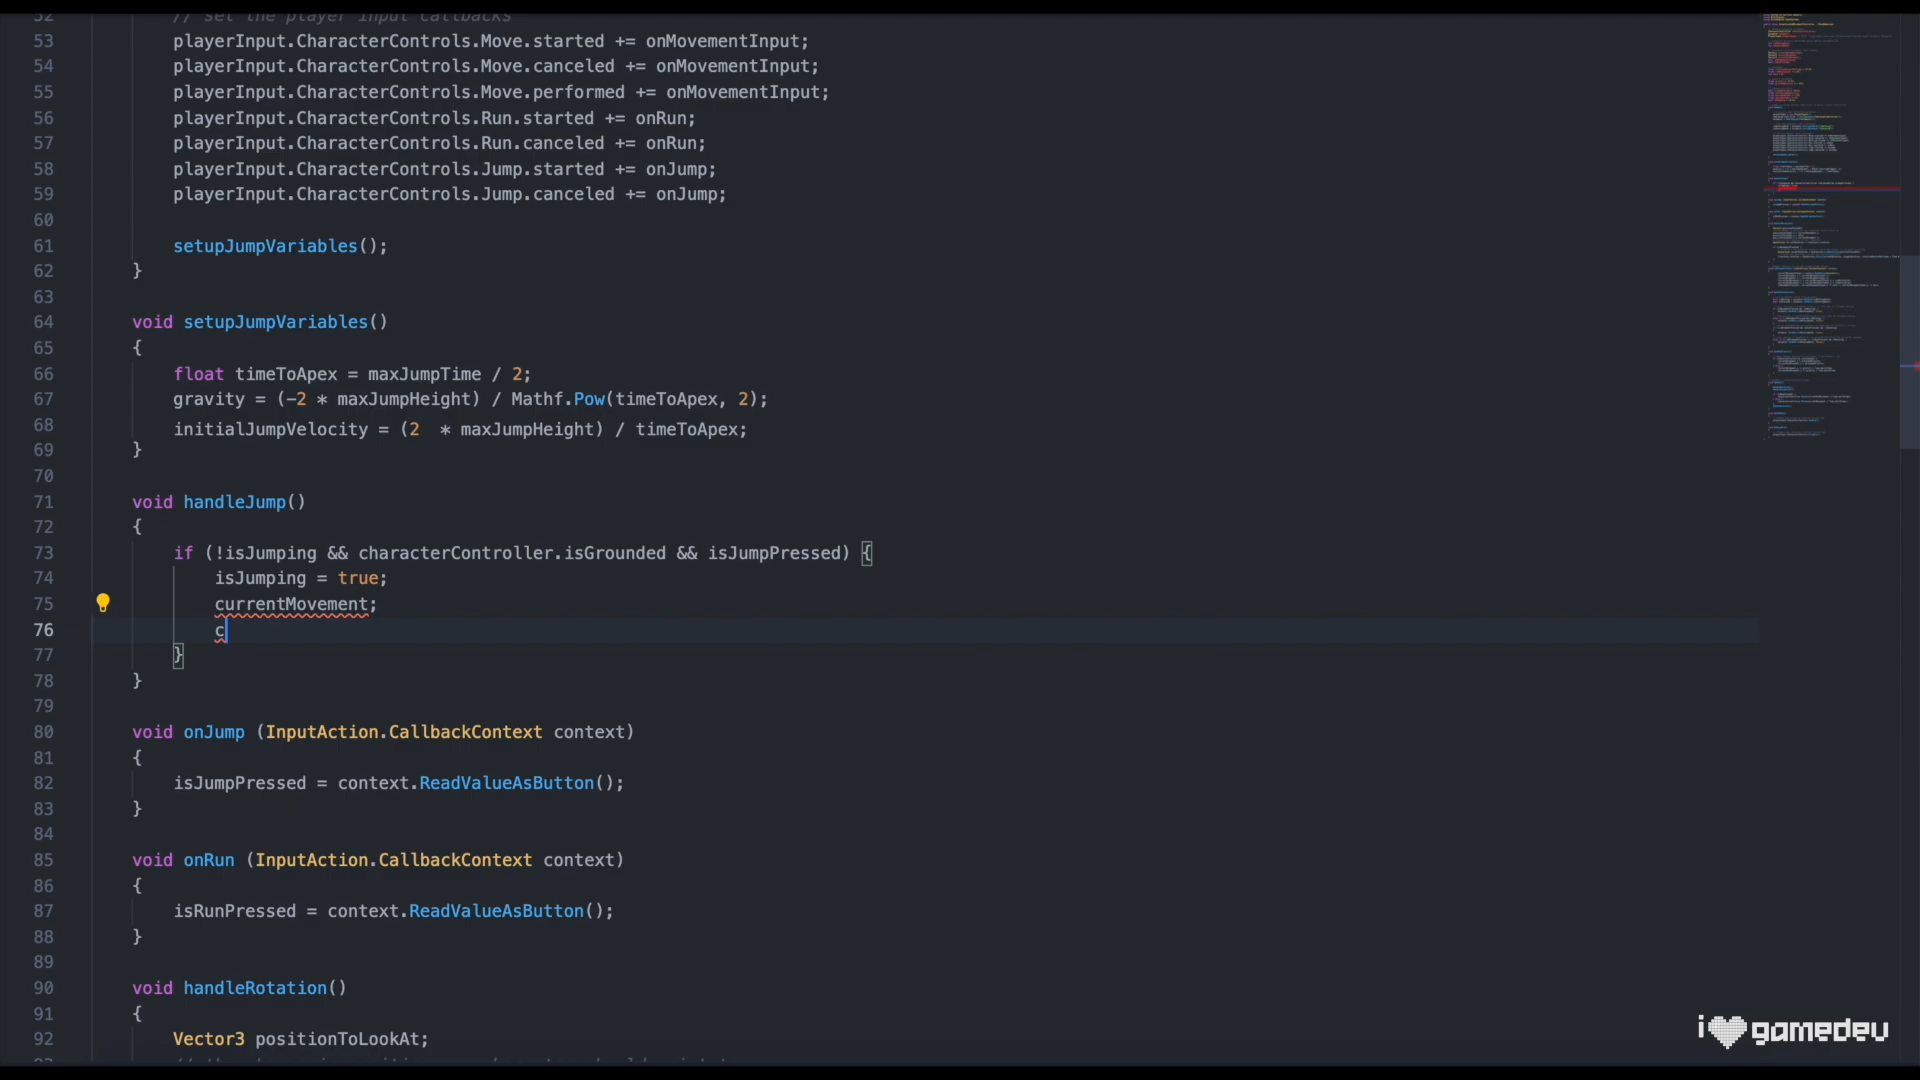 52 // set the player input callbacks
53 playerInput.CharacterControls.Move.started += onMovementInput;
54 playerInput.CharacterControls.Move.canceled += onMovementInput;
55 playerInput.CharacterControls.Move.performed += onMovementInput;
56 playerInput.CharacterControls.Run.started += onRun;
57 playerInput.CharacterControls.Run.canceled += onRun;
58 playerInput.CharacterControls.Jump.started += onJump;
59 playerInput.CharacterControls.Jump.canceled += onJump;
60
61 setupJumpVariables();
62 }
63
64 void setupJumpVariables()
65 {
66 float timeToApex = maxJumpTime / 2;
67 gravity = (-2 * maxJumpHeight) / Mathf.Pow(timeToApex, 2);
68 initialJumpVelocity = (2  * maxJumpHeight) / timeToApex;
69 }
70
71 void handleJump()
72 {
73 if (!isJumping && characterController.isGrounded && isJumpPressed) {
74 isJumping = true;
75 currentMovement;
76 c
77 }
78 }
79
80 void onJump (InputAction.CallbackContext context)
81 {
82 isJumpPressed = context.ReadValueAsButton();
83 }
84
85 void onRun (InputAction.CallbackContext context)
86 {
87 isRunPressed = context.ReadValueAsButton();
88 }
89
90 void handleRotation()
91 {
92 Vector3 positionToLookAt;
i gamedev